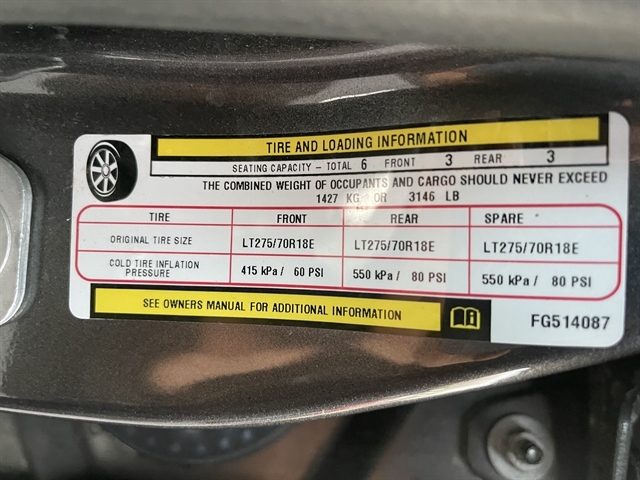 TIRE AND LOADING INFORMATION
SEATING CAPACITY – TOTAL 6 FRONT 3 REAR 3
THE COMBINED WEIGHT OF OCCUPANTS AND CARGO SHOULD NEVER EXCEED
1427 KG OR 3146 LB
TIRE FRONT REAR SPARE
ORIGINAL TIRE SIZE LT275/70R18E LT275/70R18E LT275/70R18E
COLD TIRE INFLATION PRESSURE 415 kPa / 60 PSI 550 kPa / 80 PSI 550 kPa / 80 PSI
SEE OWNERS MANUAL FOR ADDITIONAL INFORMATION
FG514087